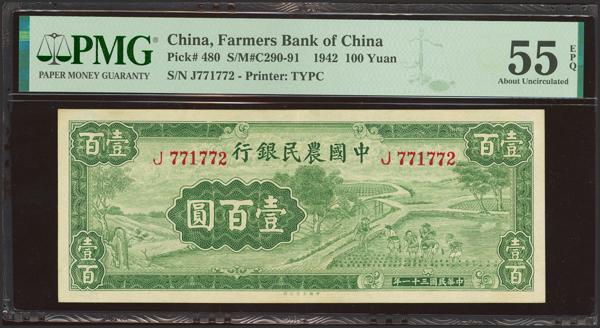 PMG
PAPER MONEY GUARANTY
China, Farmers Bank of China
Pick# 480 S/M#C290-91 1942 100 Yuan
S/N J771772 - Printer: TYPC
55 EPQ
About Uncirculated
百壹
行銀民農國中
百壹
J 771772
J 771772
圓百壹
壹百
壹百
年一十三國民華中